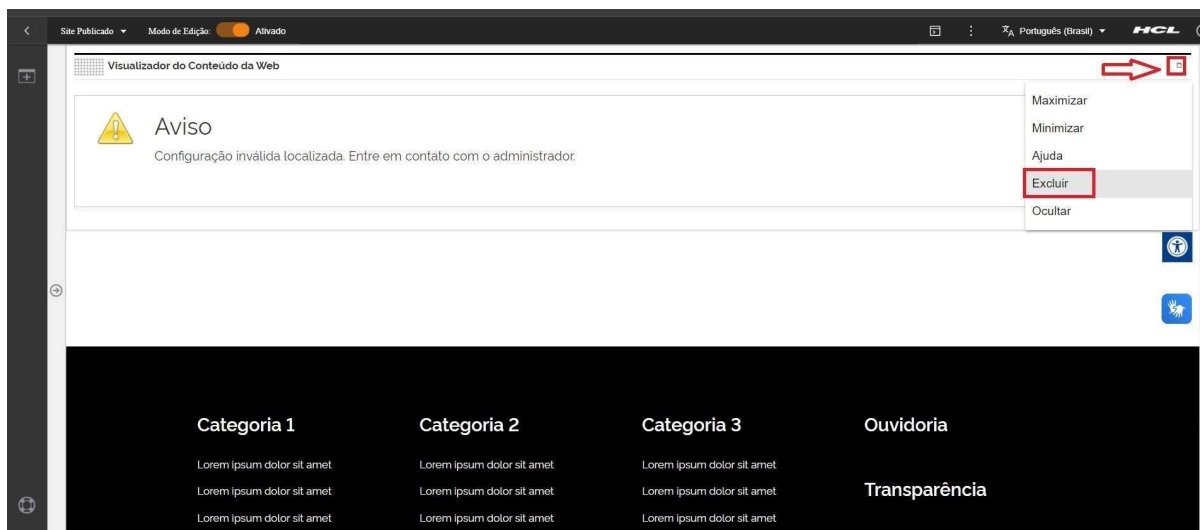 Site Publicado Modo de Edição: Ativado Português (Brasil) HCL
Visualizador do Conteúdo da Web
Aviso
Configuração inválida localizada. Entre em contato com o administrador.
Maximizar
Minimizar
Ajuda
Excluir
Ocultar
Categoria 1 Categoria 2 Categoria 3 Ouvidoria
Lorem ipsum dolor sit amet Lorem ipsum dolor sit amet Lorem ipsum dolor sit amet
Lorem ipsum dolor sit amet Lorem ipsum dolor sit amet Lorem ipsum dolor sit amet Transparência
Lorem ipsum dolor sit amet Lorem ipsum dolor sit amet Lorem ipsum dolor sit amet